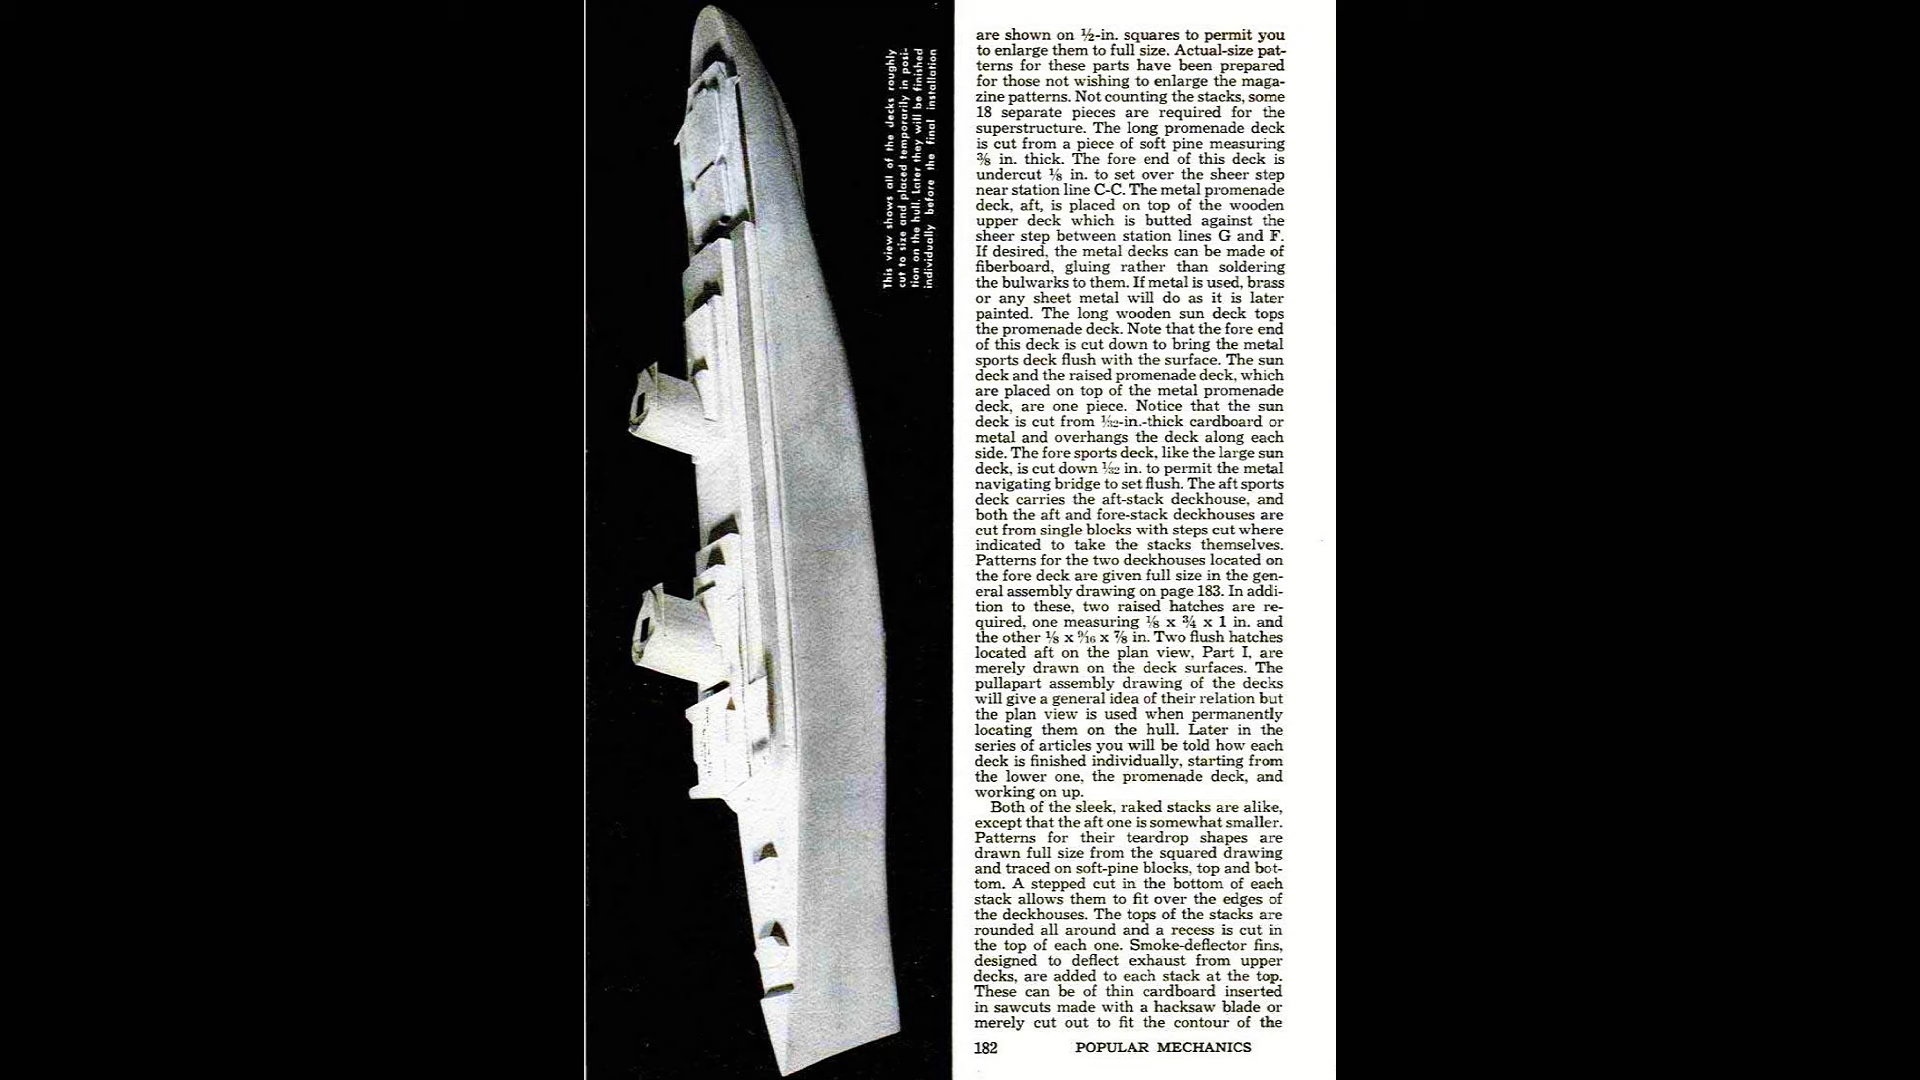 This view shows all of the decks roughly
cut to size and placed temporarily in posi-
tion on the hull. Later they will be finished
individually before the final installation
are shown on ½-in. squares to permit you
to enlarge them to full size. Actual-size pat-
terns for these parts have been prepared
for those not wishing to enlarge the maga-
zine patterns. Not counting the stacks, some
18 separate pieces are required for the
superstructure. The long promenade deck
is cut from a piece of soft pine measuring
⅜ in. thick. The fore end of this deck is
undercut ⅛ in. to set over the sheer step
near station line C-C. The metal promenade
deck, aft, is placed on top of the wooden
upper deck which is butted against the
sheer step between station lines G and F.
If desired, the metal decks can be made of
fiberboard, gluing rather than soldering
the bulwarks to them. If metal is used, brass
or any sheet metal will do as it is later
painted. The long wooden sun deck tops
the promenade deck. Note that the fore end
of this deck is cut down to bring the metal
sports deck flush with the surface. The sun
deck and the raised promenade deck, which
are placed on top of the metal promenade
deck, are one piece. Notice that the sun
deck is cut from 1/32-in.-thick cardboard or
metal and overhangs the deck along each
side. The fore sports deck, like the large sun
deck, is cut down 1/32 in. to permit the metal
navigating bridge to set flush. The aft sports
deck carries the aft-stack deckhouse, and
both the aft and fore-stack deckhouses are
cut from single blocks with steps cut where
indicated to take the stacks themselves.
Patterns for the two deckhouses located on
the fore deck are given full size in the gen-
eral assembly drawing on page 183. In addi-
tion to these, two raised hatches are re-
quired, one measuring ⅛ x ¾ x 1 in. and
the other ⅛ x 9/16 x ⅞ in. Two flush hatches
located aft on the plan view, Part I, are
merely drawn on the deck surfaces. The
pullapart assembly drawing of the decks
will give a general idea of their relation but
the plan view is used when permanently
locating them on the hull. Later in the
series of articles you will be told how each
deck is finished individually, starting from
the lower one, the promenade deck, and
working on up.
Both of the sleek, raked stacks are alike,
except that the aft one is somewhat smaller.
Patterns for their teardrop shapes are
drawn full size from the squared drawing
and traced on soft-pine blocks, top and bot-
tom. A stepped cut in the bottom of each
stack allows them to fit over the edges of
the deckhouses. The tops of the stacks are
rounded all around and a recess is cut in
the top of each one. Smoke-deflector fins,
designed to deflect exhaust from upper
decks, are added to each stack at the top.
These can be of thin cardboard inserted
in sawcuts made with a hacksaw blade or
merely cut out to fit the contour of the
182 POPULAR MECHANICS